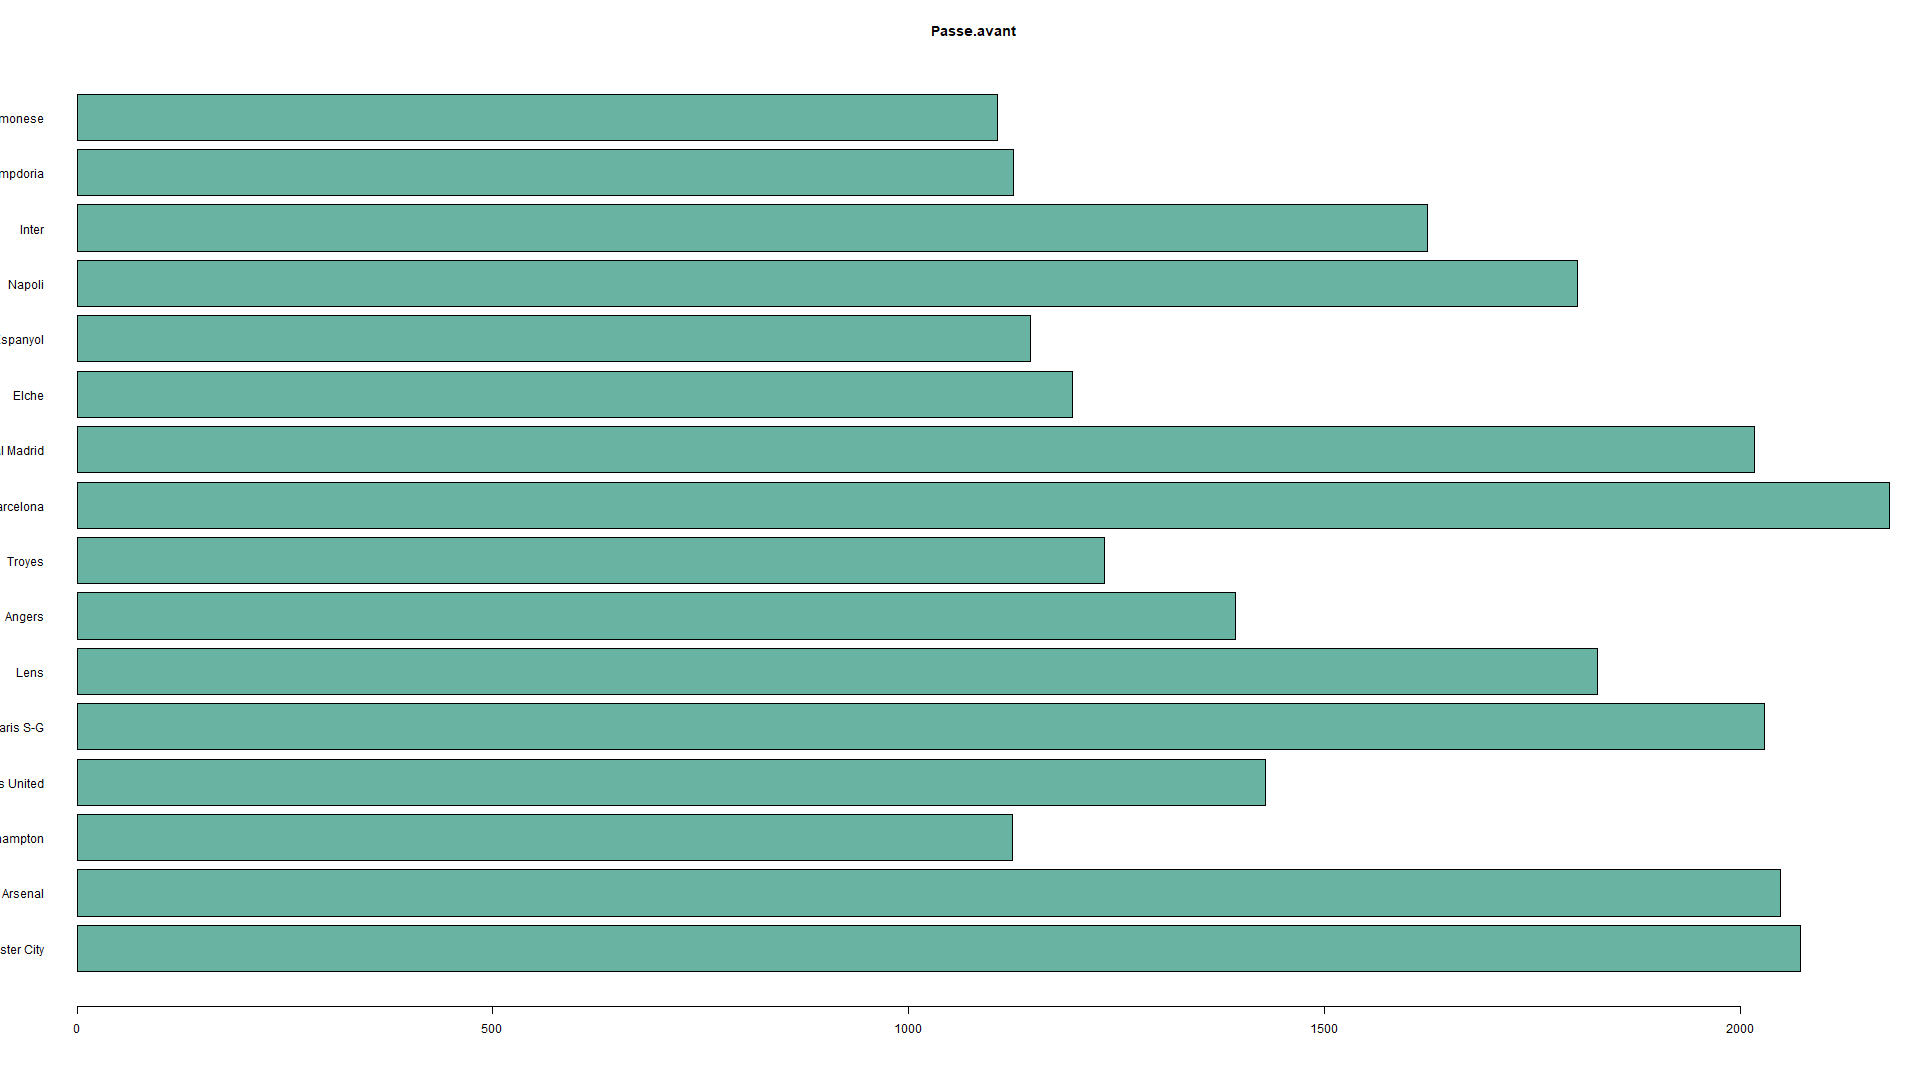 Passe.avant
monese
mpdoria
Inter
Napoli
spanyol
Elche
l Madrid
arcelona
Troyes
Angers
Lens
aris S-G
s United
ampton
Arsenal
ster City
0 500 1000 1500 2000